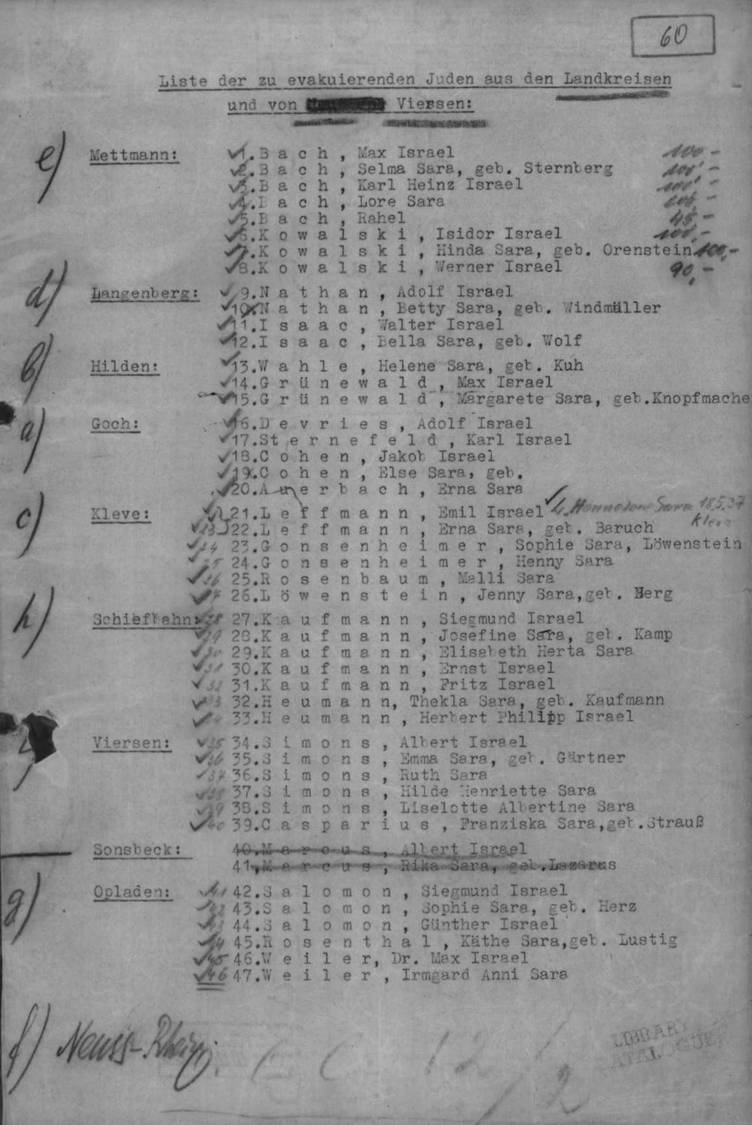 60
Liste der zu evakuierenden Juden aus den Landkreisen
und von Viersen:
e) Mettmann: 1.Bach, Max Israel 100-
2.Bach, Selma Sara, geb. Sternberg 100,-
3.Bach, Karl Heinz Israel 100,-
4.Bach, Lore Sara
5.Bach, Rahel
6.Kowalski, Isidor Israel 100,-
7.Kowalski, Hinda Sara, geb. Orenstein 100,-
8.Kowalski, Werner Israel 90,-
d) Langenberg: 9.Nathan, Adolf Israel
10.Nathan, Betty Sara, geb. Windmüller
11.Isaac, Walter Israel
12.Isaac, Bella Sara, geb. Wolf
b) Hilden: 13.Wahle, Helene Sara, geb. Kuh
14.Grünewald, Max Israel
15.Grünewald, Margarete Sara, geb.Knopfmache
a) Goch: 16.Devries, Adolf Israel
17.Sternefeld, Karl Israel
18.Cohen, Jakob Israel
19.Cohen, Else Sara, geb.
20.Auerbach, Erna Sara
c) Kleve: 21.Leffmann, Emil Israel Hannelore Sara 18.5.27
Kleve
22.Leffmann, Erna Sara, geb. Baruch
23.Gonsenheimer, Sophie Sara, Löwenstein
24.Gonsenheimer, Henny Sara
25.Rosenbaum, Malli Sara
26.Löwenstein, Jenny Sara,geb. Herg
h) Schiefbahn: 27.Kaufmann, Siegmund Israel
28.Kaufmann, Josefine Sara, geb. Kamp
29.Kaufmann, Elisabeth Herta Sara
30.Kaufmann, Ernst Israel
31.Kaufmann, Fritz Israel
32.Heumann, Thekla Sara, geb. Kaufmann
33.Heumann, Herbert Philipp Israel
Viersen: 34.Simons, Albert Israel
35.Simons, Emma Sara, geb. Gärtner
36.Simons, Ruth Sara
37.Simons, Hilde Henriette Sara
38.Simons, Liselotte Albertine Sara
39.Casparius, Franziska Sara,geb.Strauß
Sonsbeck: 40.Marcus, Albert Israel
41.Marcus, Rika Sara, geb.Lazarus
g) Opladen: 42.Salomon, Siegmund Israel
43.Salomon, Sophie Sara, geb. Herz
44.Salomon, Günther Israel
45.Rosenthal, Käthe Sara,geb. Lustig
46.Weiler, Dr. Max Israel
47.Weiler, Irmgard Anni Sara
f) Neuss-Rhein
LIBRARY